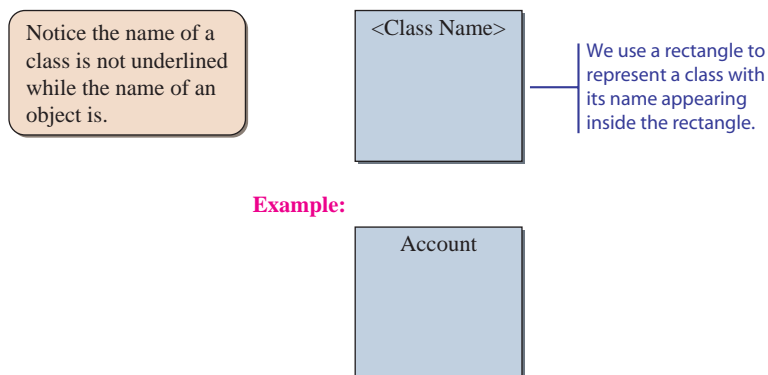 Notice the name of a
class is not underlined
while the name of an
object is.
<Class Name>
We use a rectangle to
represent a class with
its name appearing
inside the rectangle.
Example:
Account